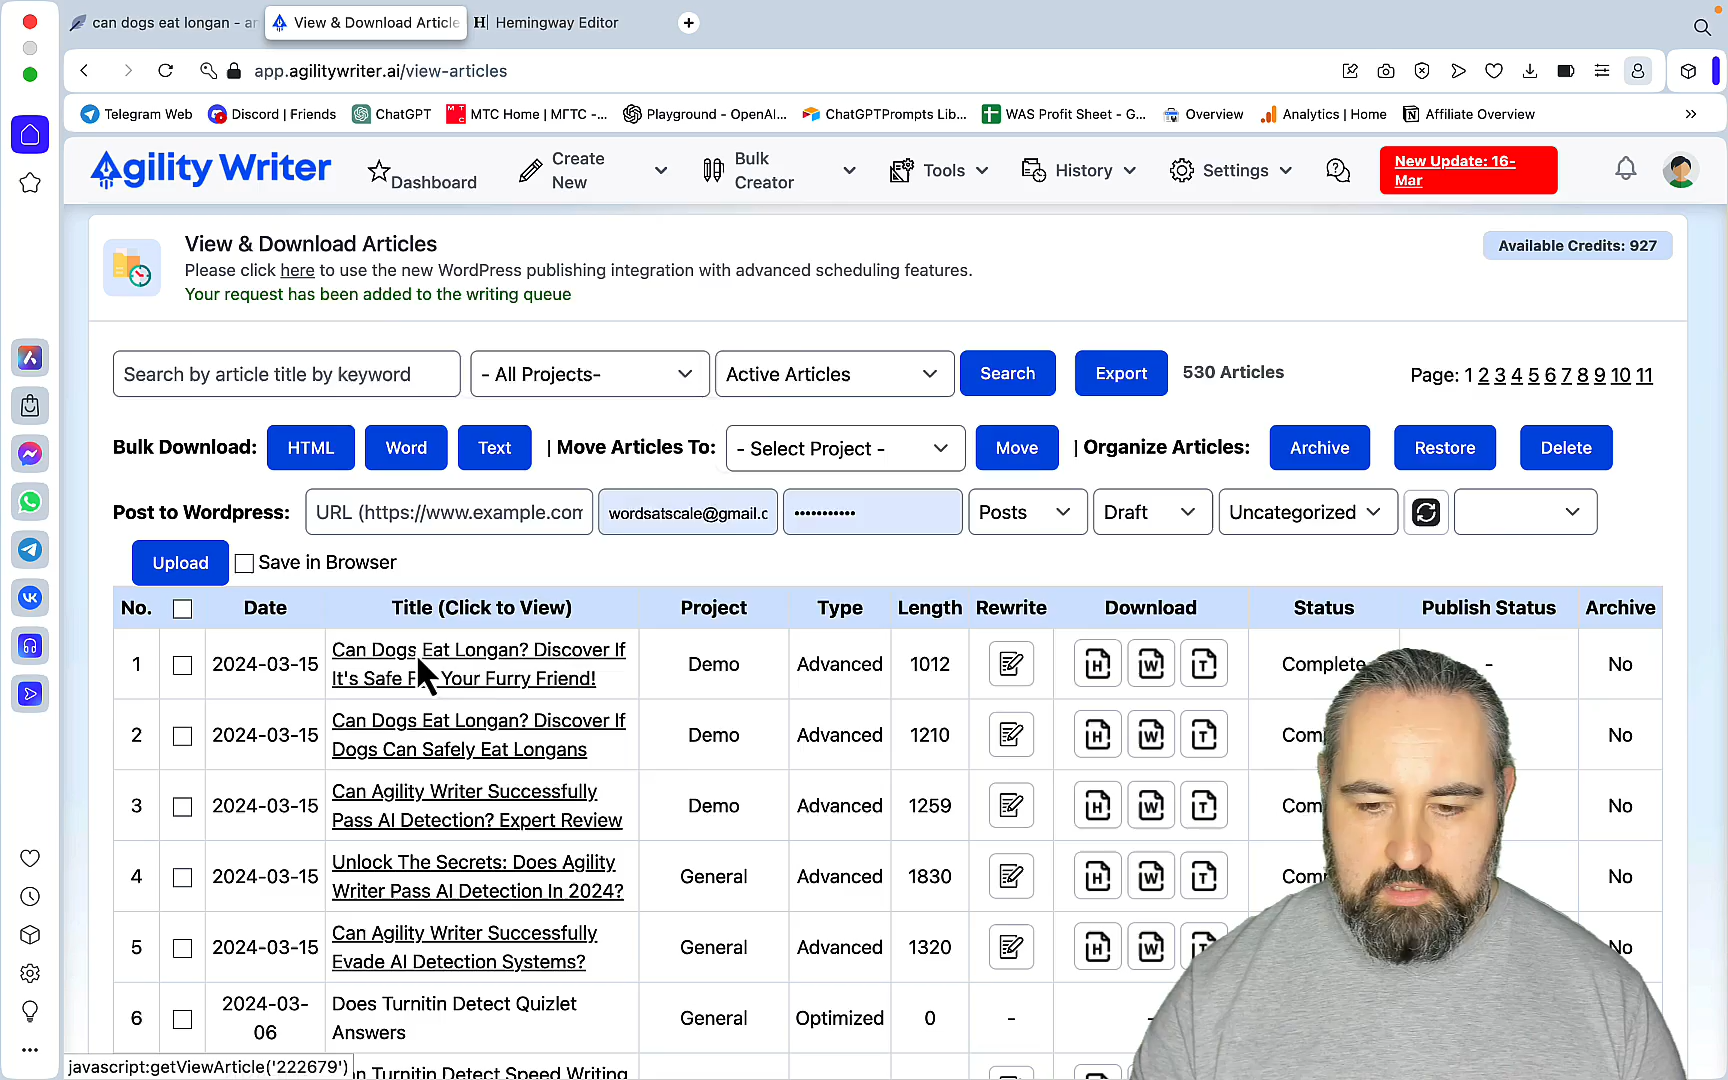 can dogs eat longan - ar
View & Download Article
H Hemingway Editor
app.agilitywriter.ai/view-articles
Telegram Web
Discord | Friends
ChatGPT
MTC Home | МГТС -...
Playground - OpenAI...
ChatGPTPrompts Lib...
WAS Profit Sheet - G...
Overview
Analytics | Home
Affiliate Overview
Agility Writer
Dashboard
Create New
Bulk Creator
Tools
History
Settings
New Update: 16-
Mar
View & Download Articles
Available Credits: 927
Please click here to use the new WordPress publishing integration with advanced scheduling features.
Your request has been added to the writing queue
Search by article title by keyword
- All Projects-
Active Articles
Search
Export
530 Articles
Page: 1 2 3 4 5 6 7 8 9 10 11
Bulk Download: HTML Word Text | Move Articles To: - Select Project - Move | Organize Articles: Archive Restore Delete
Post to Wordpress: URL (https://www.example.com wordsatscale@gmail.c ••••••••••• Posts Draft Uncategorized
Upload Save in Browser
No. Date Title (Click to View) Project Type Length Rewrite Download Status Publish Status Archive
1 2024-03-15 Can Dogs Eat Longan? Discover If Demo Advanced 1012 Complete - No
It's Safe F Your Furry Friend!
2 2024-03-15 Can Dogs Eat Longan? Discover If Demo Advanced 1210 Com No
Dogs Can Safely Eat Longans
3 2024-03-15 Can Agility Writer Successfully Demo Advanced 1259 Com No
Pass AI Detection? Expert Review
4 2024-03-15 Unlock The Secrets: Does Agility General Advanced 1830 Com No
Writer Pass AI Detection In 2024?
5 2024-03-15 Can Agility Writer Successfully General Advanced 1320 Com No
Evade AI Detection Systems?
6 2024-03-06 Does Turnitin Detect Quizlet General Optimized 0 - -
Answers
n Turnitin Detect Speed Writing
javascript:getViewArticle('222679')